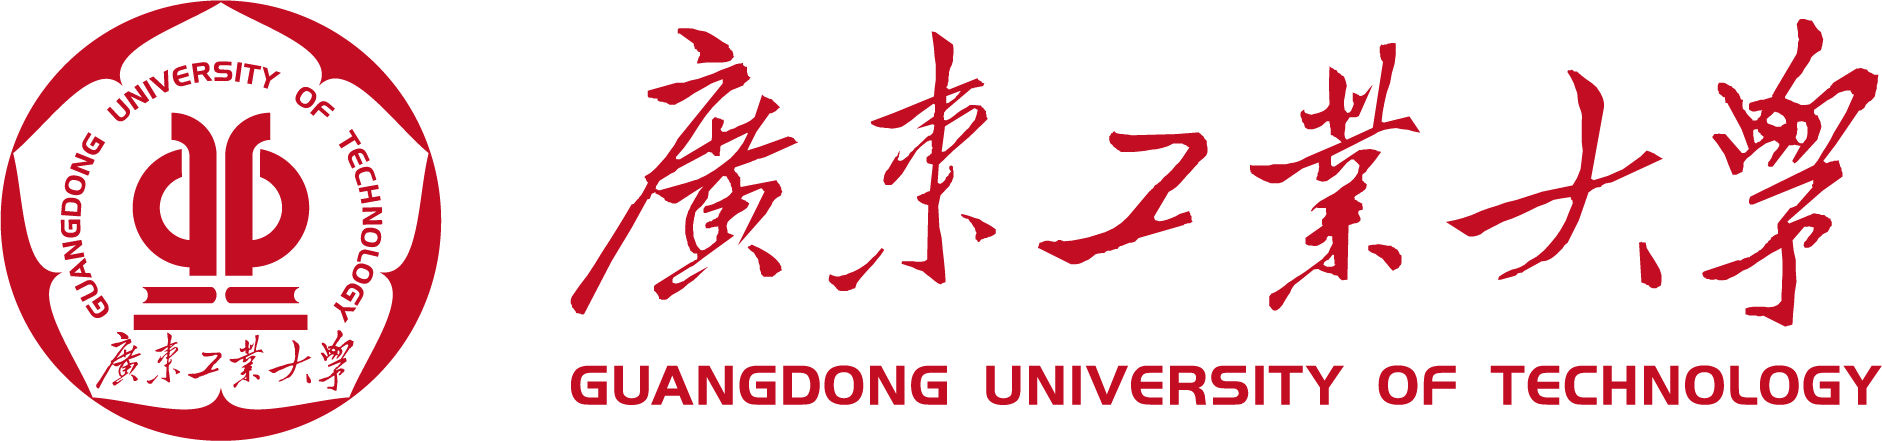 GUANGDONG UNIVERSITY OF TECHNOLOGY
廣東工業大學
廣東工業大學
GUANGDONG UNIVERSITY OF TECHNOLOGY